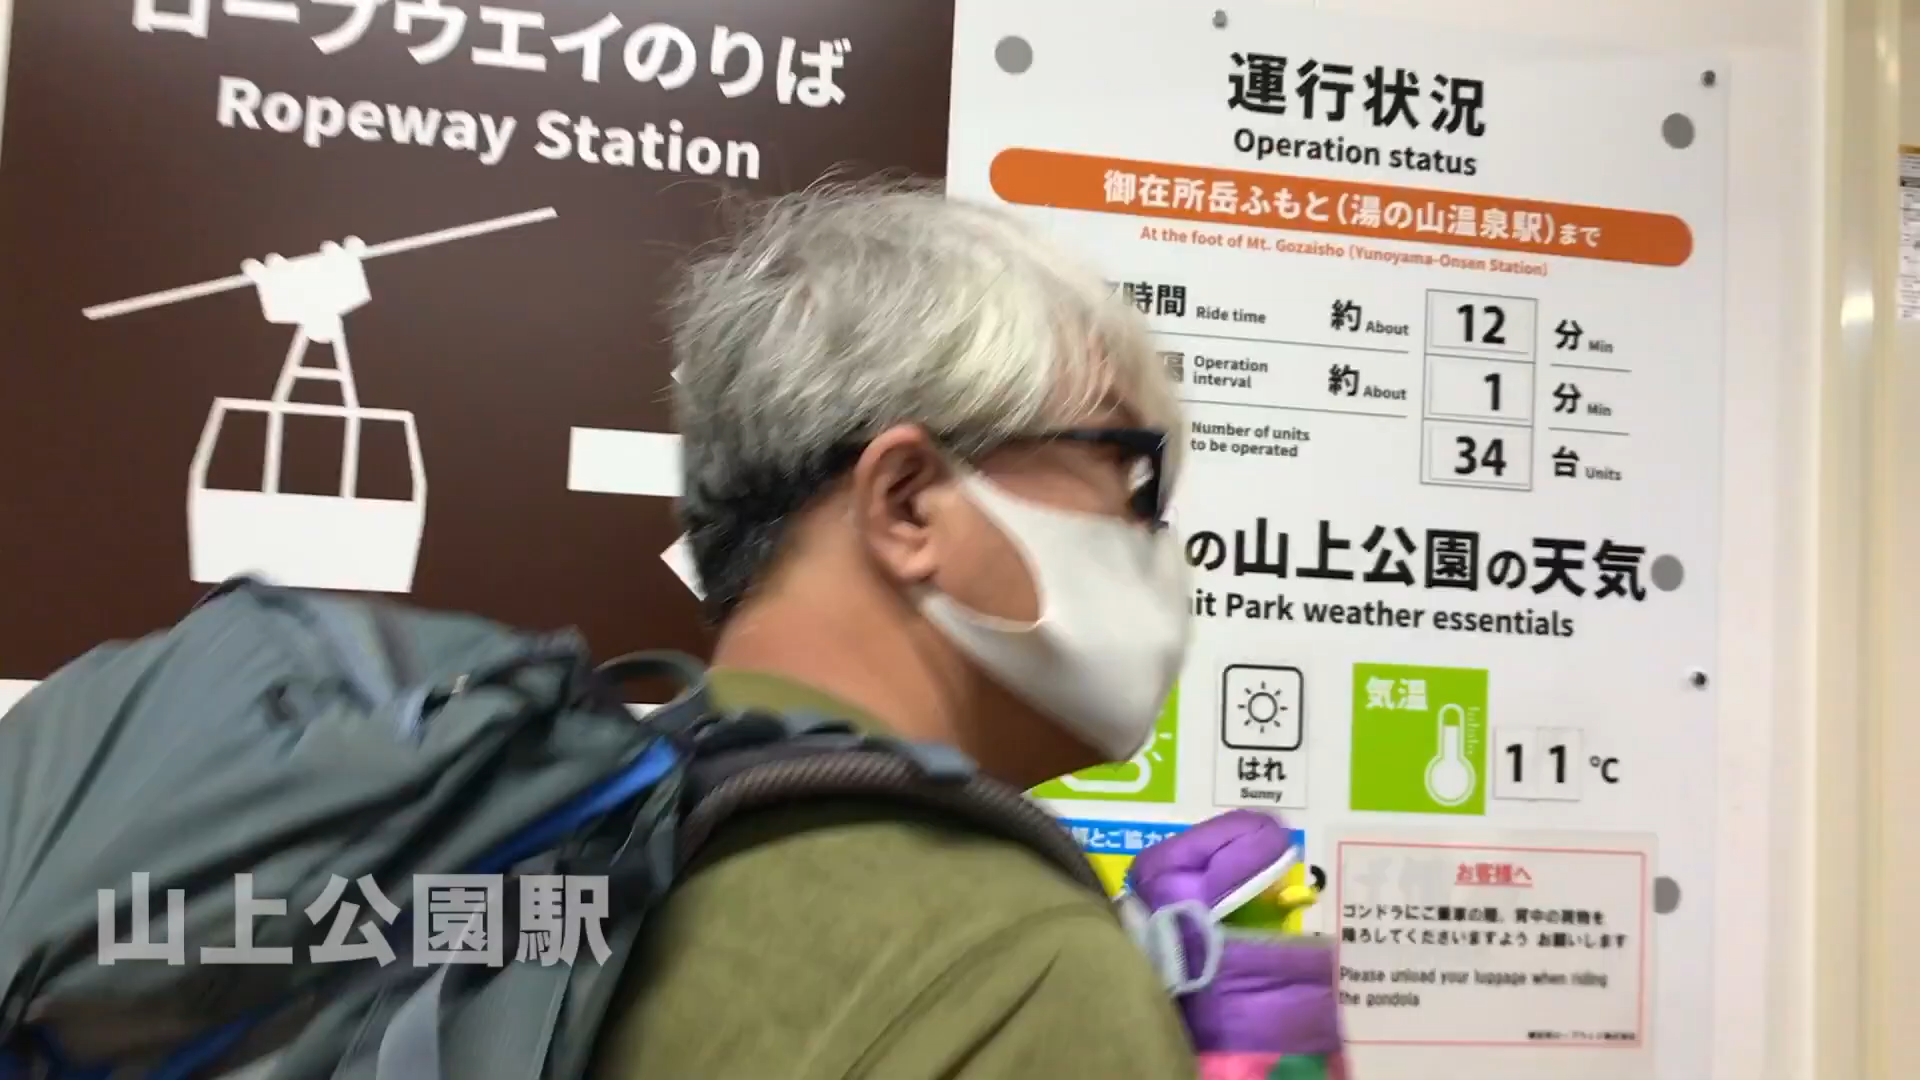 ロープウエイのりば
Ropeway Station
運行状況
Operation status
御在所岳ふもと(湯の山温泉駅)まで
At the foot of Mt. Gozaisho (Yunoyama-Onsen Station)
時間 Ride time 約 About 12 分 Min
Operation interval 約 About 1 分 Min
Number of units to be operated 34 台 Units
の山上公園の天気
Park weather essentials
はれ
Sunny
気温
11 ℃
とご協力
お客様へ
ゴンドラにご乗車の際、背中の荷物を
降ろしてくださいますよう お願いします
Please unload your luggage when riding
the gondola
山上公園駅